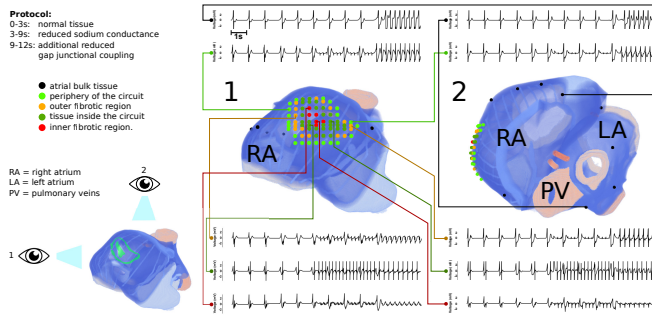 Protocol:
0-3s: normal tissue
3-9s: reduced sodium conductance
9-12s: additional reduced
gap junctional coupling
atrial bulk tissue
periphery of the circuit
outer fibrotic region
tissue inside the circuit
inner fibrotic region.
RA = right atrium
LA = left atrium
PV = pulmonary veins
2
1
1s
1
RA
2
RA
LA
PV